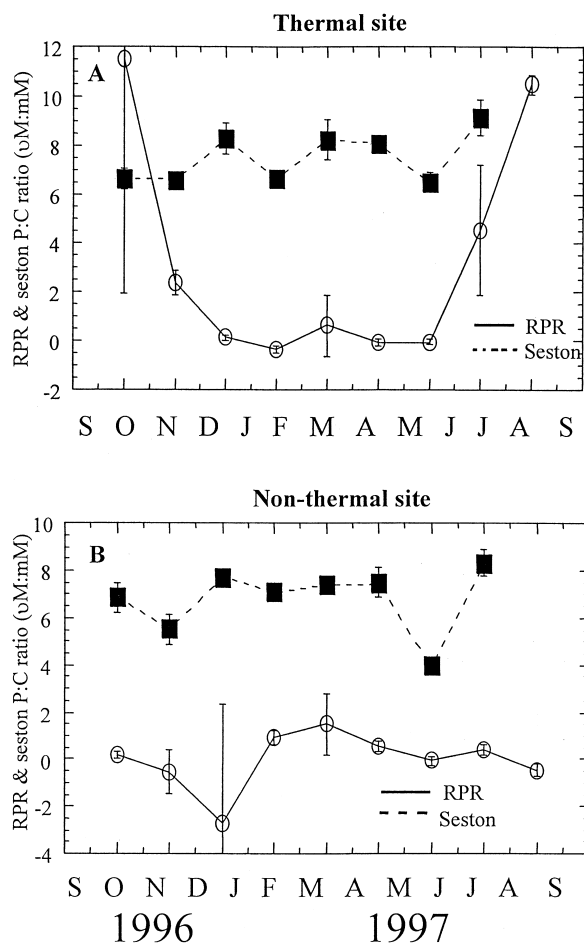 Thermal site
A
RPR & seston P:C ratio (υM:mM)
12
10
8
6
4
2
0
-2
RPR
Seston
S O N D J F M A M J J A S
Non-thermal site
B
RPR & seston P:C ratio (υM:mM)
10
8
6
4
2
0
-2
-4
RPR
Seston
S O N D J F M A M J J A S
1996 1997